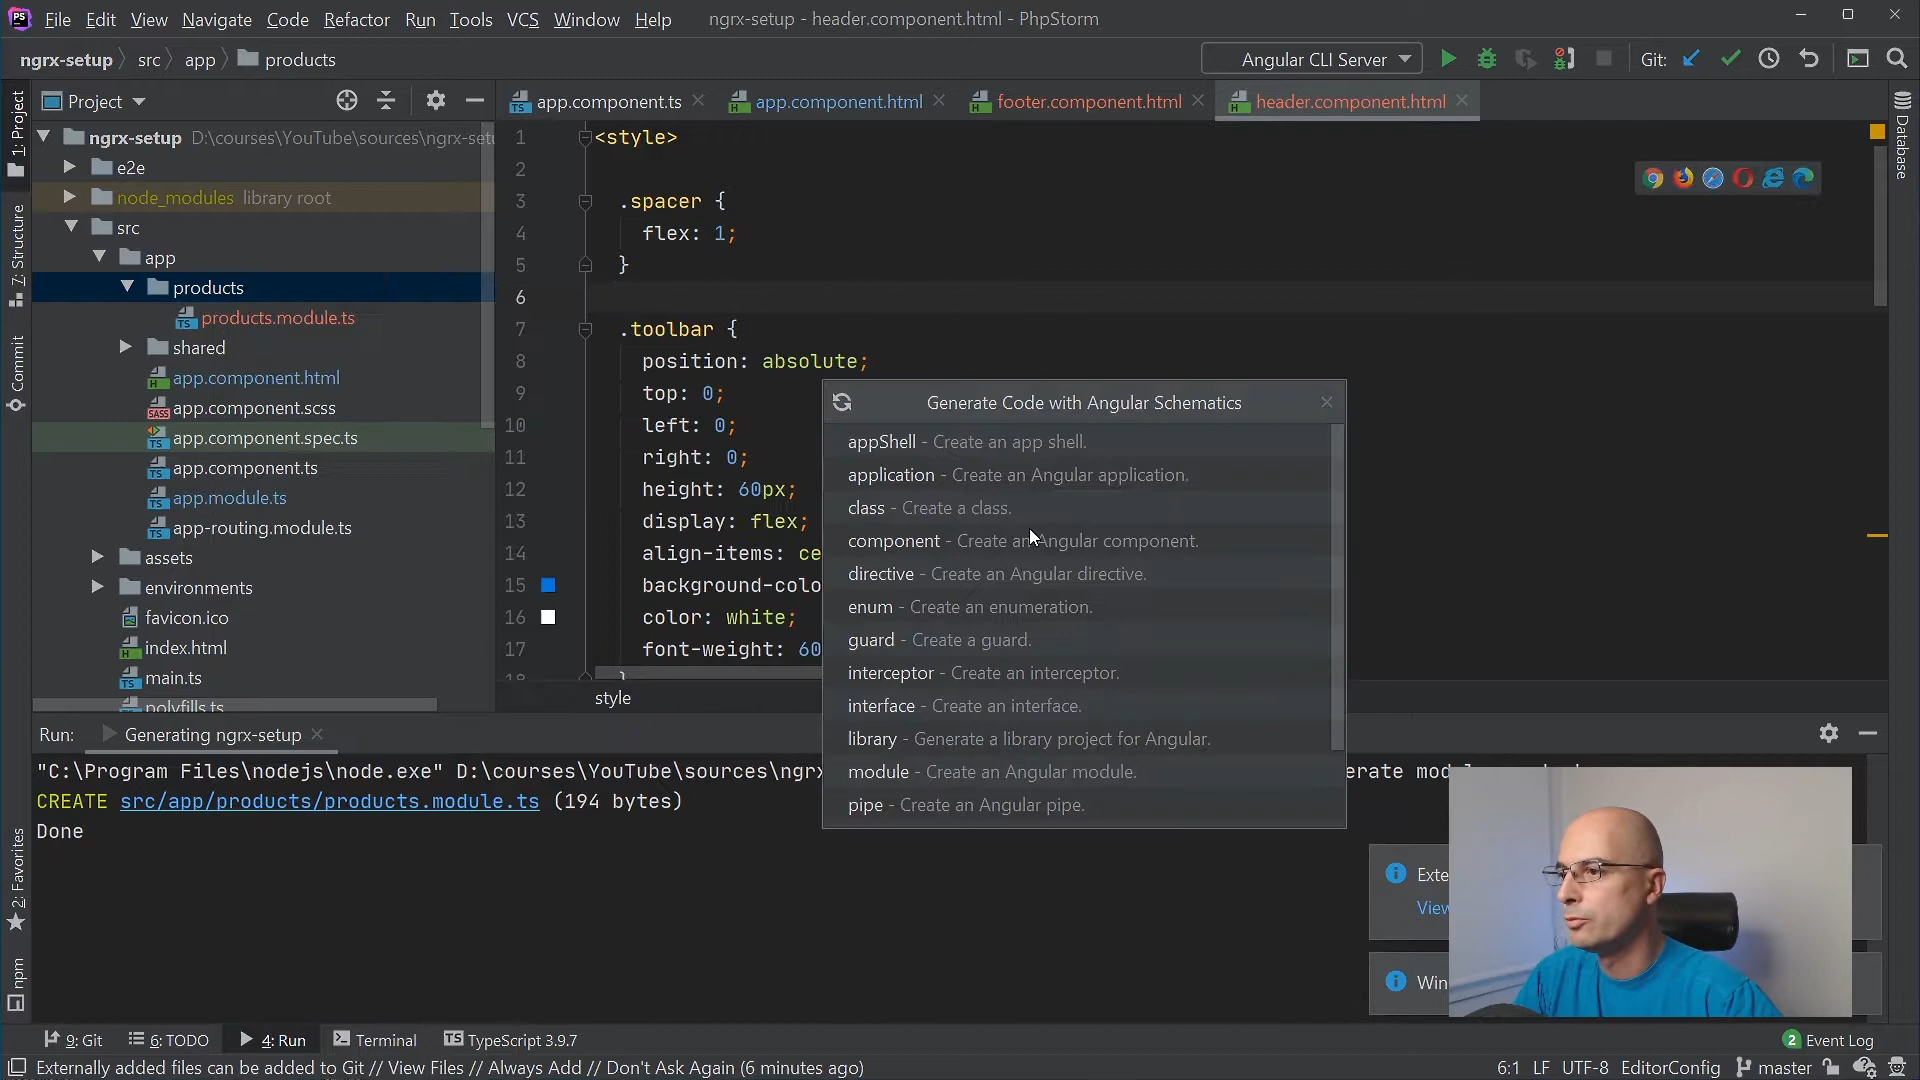 File Edit View Navigate Code Refactor Run Tools VCS Window Help ngrx-setup - header.component.html - PhpStorm
ngrx-setup src app products Angular CLI Server Git:
Project
app.component.ts app.component.html footer.component.html header.component.html
ngrx-setup D:\courses\YouTube\sources\ngrx-setu
e2e
node_modules library root
src
app
products
products.module.ts
shared
app.component.html
app.component.scss
app.component.spec.ts
app.component.ts
app.module.ts
app-routing.module.ts
assets
environments
favicon.ico
index.html
main.ts
polyfills.ts
1: Project
7: Structure
Commit
2: Favorites
npm
Database
1 <style>
2
3 .spacer {
4 flex: 1;
5 }
6
7 .toolbar {
8 position: absolute;
9 top: 0;
10 left: 0;
11 right: 0;
12 height: 60px;
13 display: flex;
14 align-items: ce
15 background-colo
16 color: white;
17 font-weight: 60
18 }
style
Generate Code with Angular Schematics
appShell - Create an app shell.
application - Create an Angular application.
class - Create a class.
component - Create an Angular component.
directive - Create an Angular directive.
enum - Create an enumeration.
guard - Create a guard.
interceptor - Create an interceptor.
interface - Create an interface.
library - Generate a library project for Angular.
module - Create an Angular module.
pipe - Create an Angular pipe.
Run: Generating ngrx-setup
"C:\Program Files\nodejs\node.exe" D:\courses\YouTube\sources\ngrx
CREATE src/app/products/products.module.ts (194 bytes)
Done
Exte
View
Win
9: Git 6: TODO 4: Run Terminal TypeScript 3.9.7 2 Event Log
Externally added files can be added to Git // View Files // Always Add // Don't Ask Again (6 minutes ago) 6:1 LF UTF-8 EditorConfig master